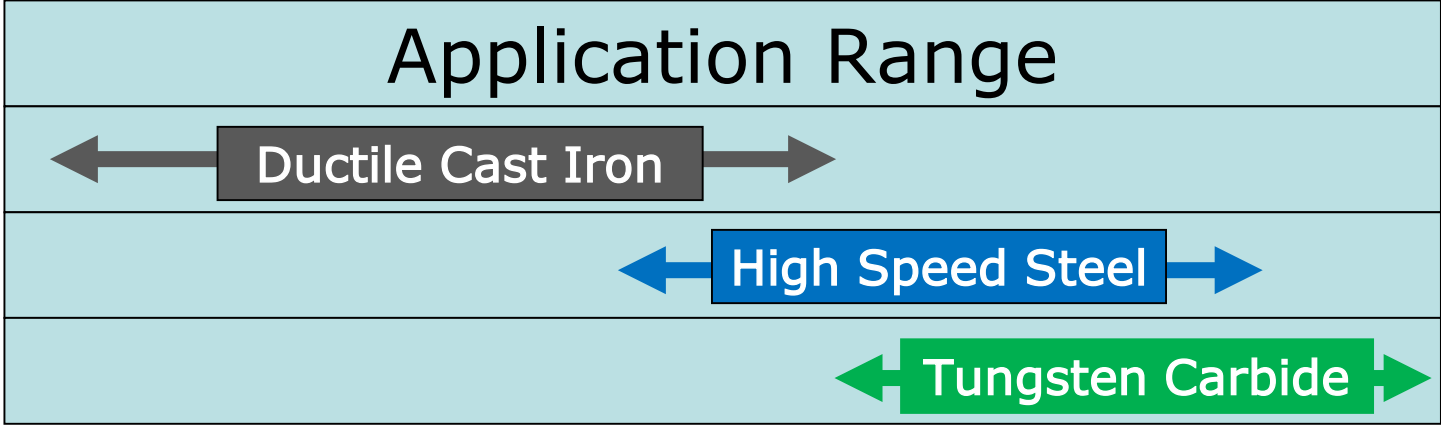 Application Range
Ductile Cast Iron
High Speed Steel
Tungsten Carbide